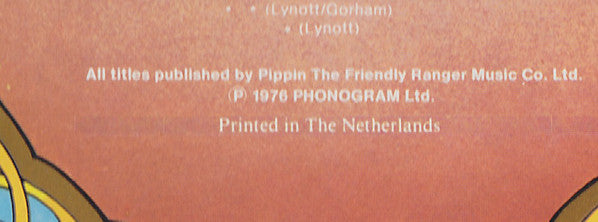 * * (Lynott/Gorham)
* (Lynott)
All titles published by Pippin The Friendly Ranger Music Co. Ltd.
Ⓟ 1976 PHONOGRAM Ltd.
Printed in The Netherlands